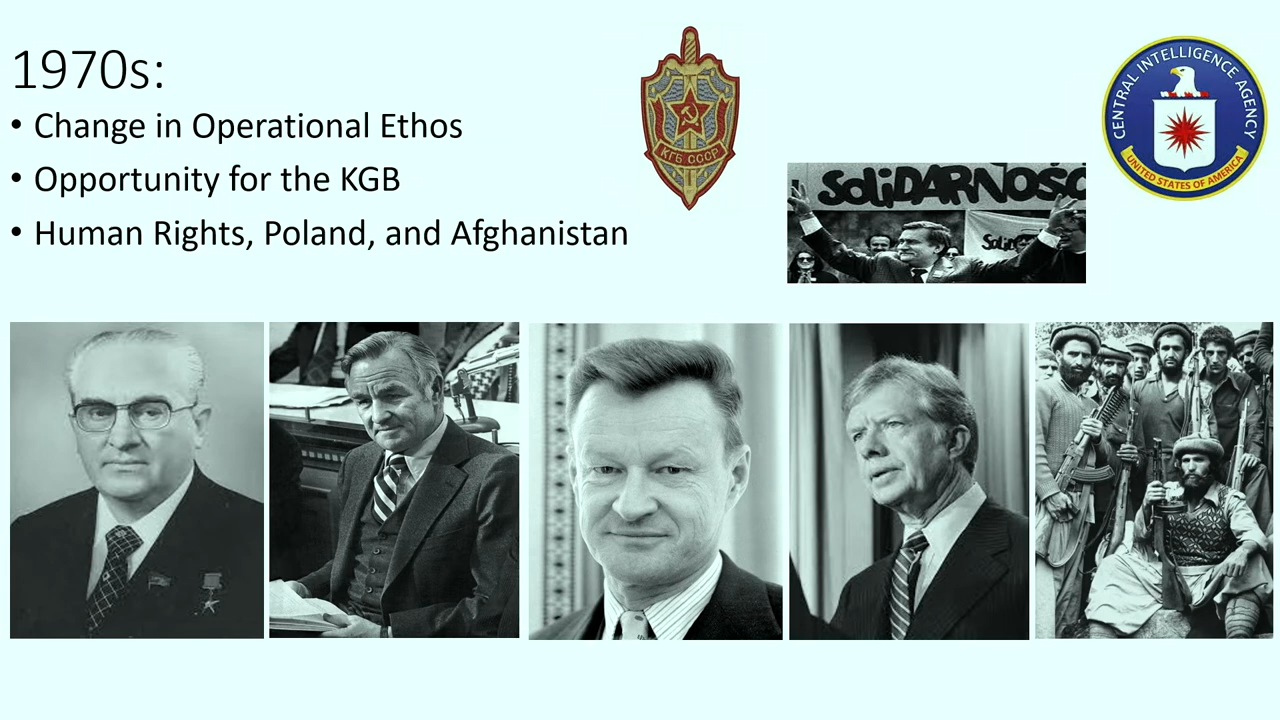 1970s:
• Change in Operational Ethos
• Opportunity for the KGB
• Human Rights, Poland, and Afghanistan
КГБ СССР
CENTRAL INTELLIGENCE AGENCY
UNITED STATES OF AMERICA
SOLiDARNOŚĆ